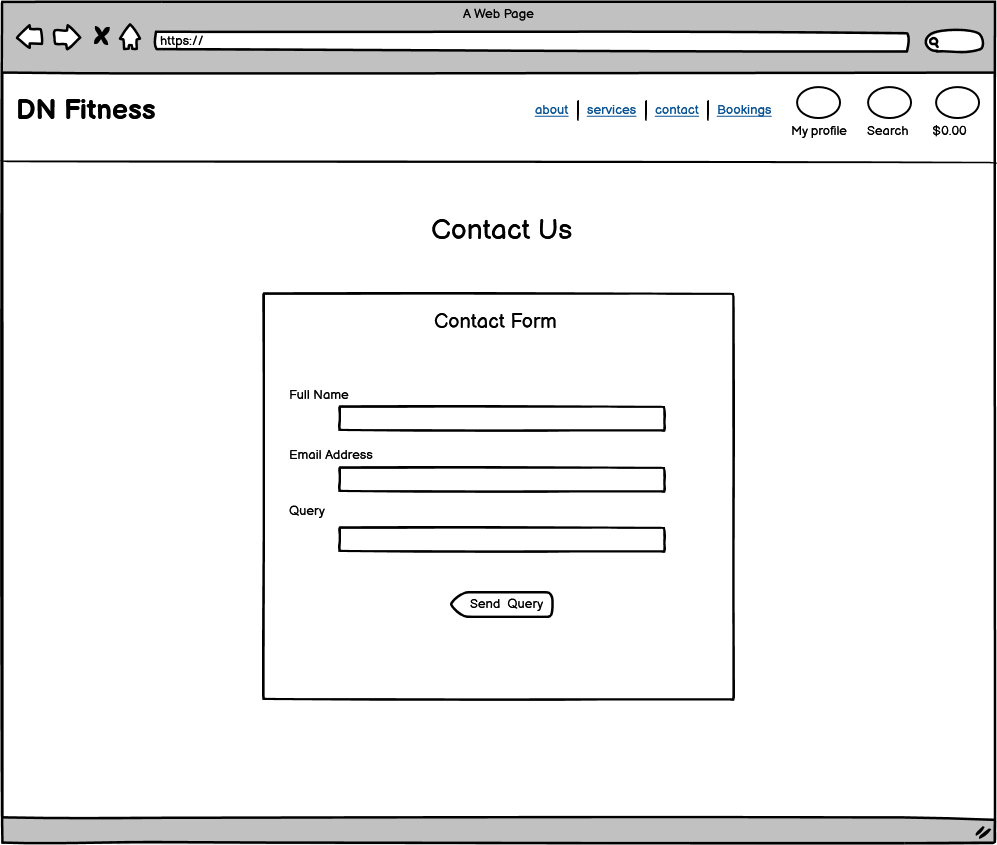 A Web Page
https://
DN Fitness
about | services | contact | Bookings
My profile Search $0.00
Contact Us
Contact Form
Full Name
Email Address
Query
Send Query